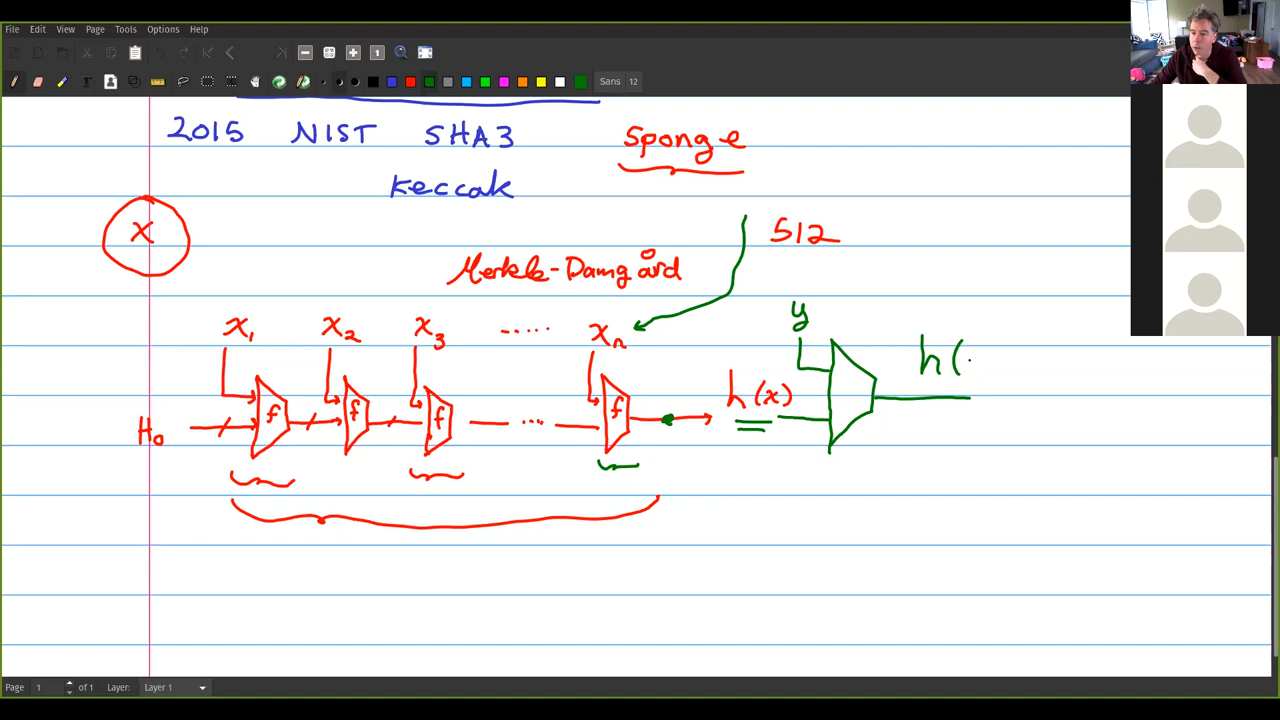 File Edit View Page Tools Options Help
Sans 12
2015 NIST SHA3 Sponge
Keccak
x
512
Merkle-Damgård
x1 x2 x3 ..... xn y h(
H0 f f f ... f h(x)
Page 1 of 1 Layer: Layer 1